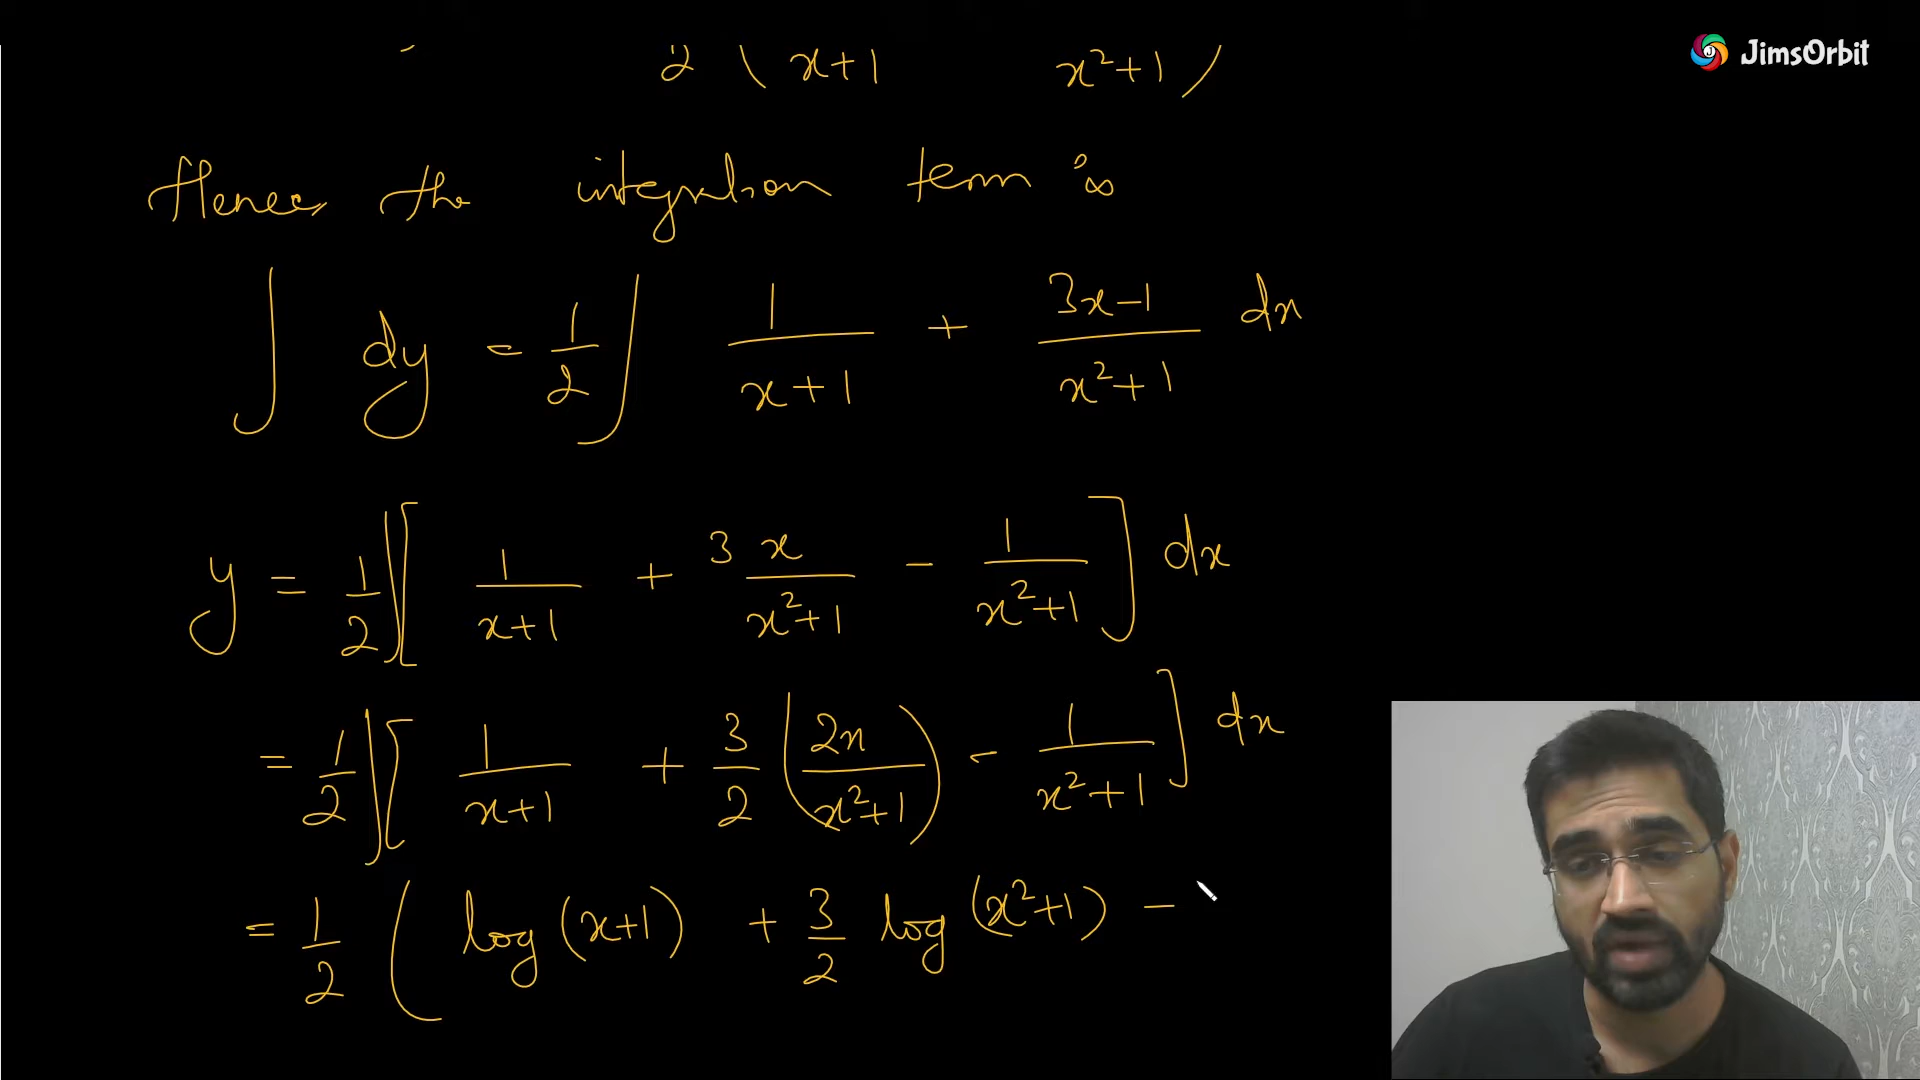 JimsOrbit
2 ( x+1 x²+1 )
Hence, the integration term is
∫ dy = 1/2 ∫ 1/(x+1) + (3x-1)/(x²+1) dx
y = 1/2 ∫ [ 1/(x+1) + 3 x/(x²+1) - 1/(x²+1) ] dx
= 1/2 ∫ [ 1/(x+1) + 3/2 ( 2x/(x²+1) ) - 1/(x²+1) ] dx
= 1/2 ( log (x+1) + 3/2 log (x²+1) -